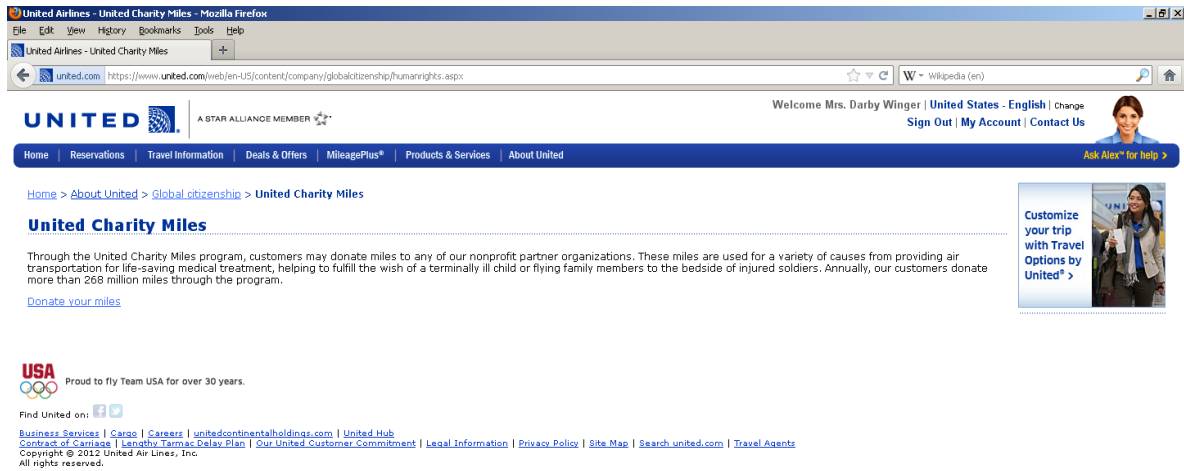 United Airlines - United Charity Miles - Mozilla Firefox
File Edit View History Bookmarks Tools Help
United Airlines - United Charity Miles
united.com https://www.united.com/web/en-US/content/company/globalcitizenship/humanrights.aspx W Wikipedia (en)
Welcome Mrs. Darby Winger | United States - English | Change
UNITED A STAR ALLIANCE MEMBER
Sign Out | My Account | Contact Us
Home | Reservations | Travel Information | Deals & Offers | MileagePlus® | Products & Services | About United Ask Alex™ for help >
Home > About United > Global citizenship > United Charity Miles
United Charity Miles
Through the United Charity Miles program, customers may donate miles to any of our nonprofit partner organizations. These miles are used for a variety of causes from providing air
transportation for life-saving medical treatment, helping to fulfill the wish of a terminally ill child or flying family members to the bedside of injured soldiers. Annually, our customers donate
more than 268 million miles through the program.
Donate your miles
Customize
your trip
with Travel
Options by
United® >
UNI
USA
Proud to fly Team USA for over 30 years.
Find United on:
Business Services | Cargo | Careers | unitedcontinentalholdings.com | United Hub
Contract of Carriage | Lengthy Tarmac Delay Plan | Our United Customer Commitment | Legal Information | Privacy Policy | Site Map | Search united.com | Travel Agents
Copyright © 2012 United Air Lines, Inc.
All rights reserved.